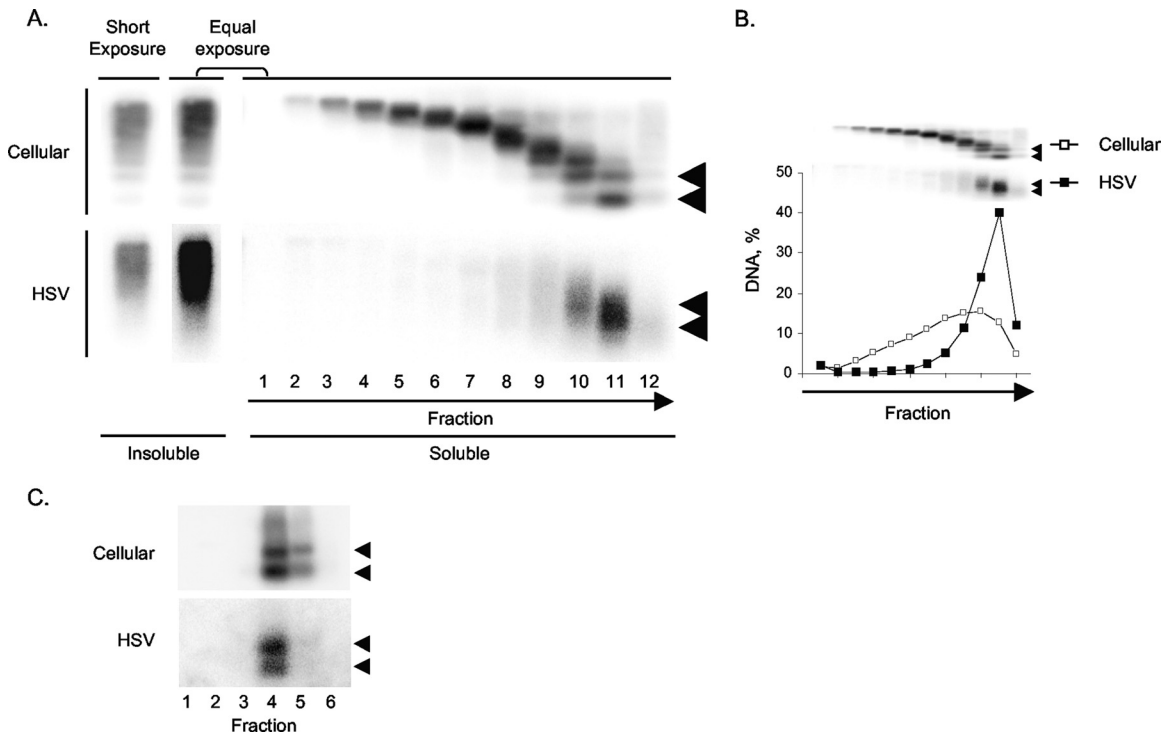 A.
Short
Exposure
Equal
exposure
Cellular
HSV
1 2 3 4 5 6 7 8 9 10 11 12
Fraction
Insoluble
Soluble
B.
Cellular
HSV
50
40
30
20
10
0
DNA, %
Fraction
C.
Cellular
HSV
1 2 3 4 5 6
Fraction